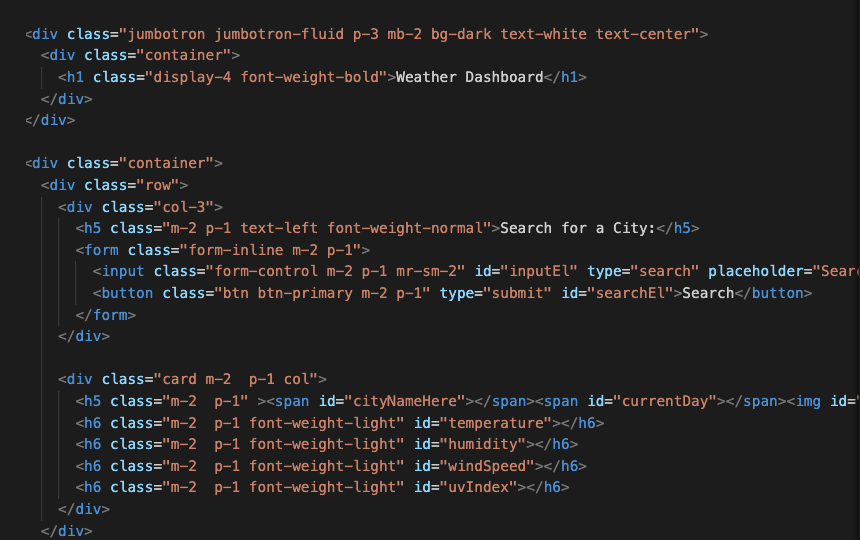 <div class="jumbotron jumbotron-fluid p-3 mb-2 bg-dark text-white text-center">
  <div class="container">
    <h1 class="display-4 font-weight-bold">Weather Dashboard</h1>
  </div>
</div>

<div class="container">
  <div class="row">
    <div class="col-3">
      <h5 class="m-2 p-1 text-left font-weight-normal">Search for a City:</h5>
      <form class="form-inline m-2 p-1">
        <input class="form-control m-2 p-1 mr-sm-2" id="inputEl" type="search" placeholder="Sear
        <button class="btn btn-primary m-2 p-1" type="submit" id="searchEl">Search</button>
      </form>
    </div>

    <div class="card m-2  p-1 col">
      <h5 class="m-2  p-1" ><span id="cityNameHere"></span><span id="currentDay"></span><img id="
      <h6 class="m-2  p-1 font-weight-light" id="temperature"></h6>
      <h6 class="m-2  p-1 font-weight-light" id="humidity"></h6>
      <h6 class="m-2  p-1 font-weight-light" id="windSpeed"></h6>
      <h6 class="m-2  p-1 font-weight-light" id="uvIndex"></h6>
    </div>
  </div>